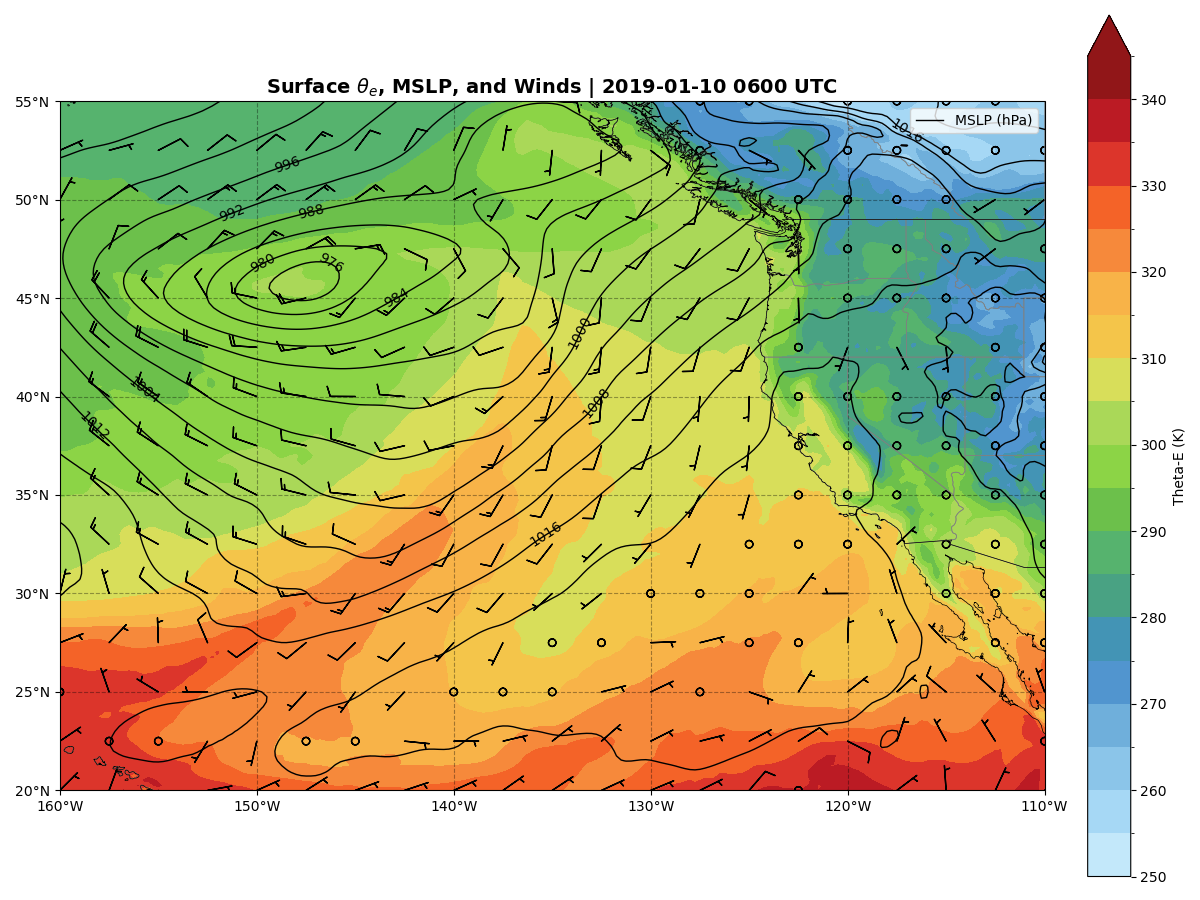 Surface θe, MSLP, and Winds | 2019-01-10 0600 UTC
55°N
50°N
45°N
40°N
35°N
30°N
25°N
20°N
160°W
150°W
140°W
130°W
120°W
110°W
MSLP (hPa)
1016
996
992
988
980
976
984
1000
1004
1008
1012
1016
340
330
320
310
300
290
280
270
260
250
Theta-E (K)